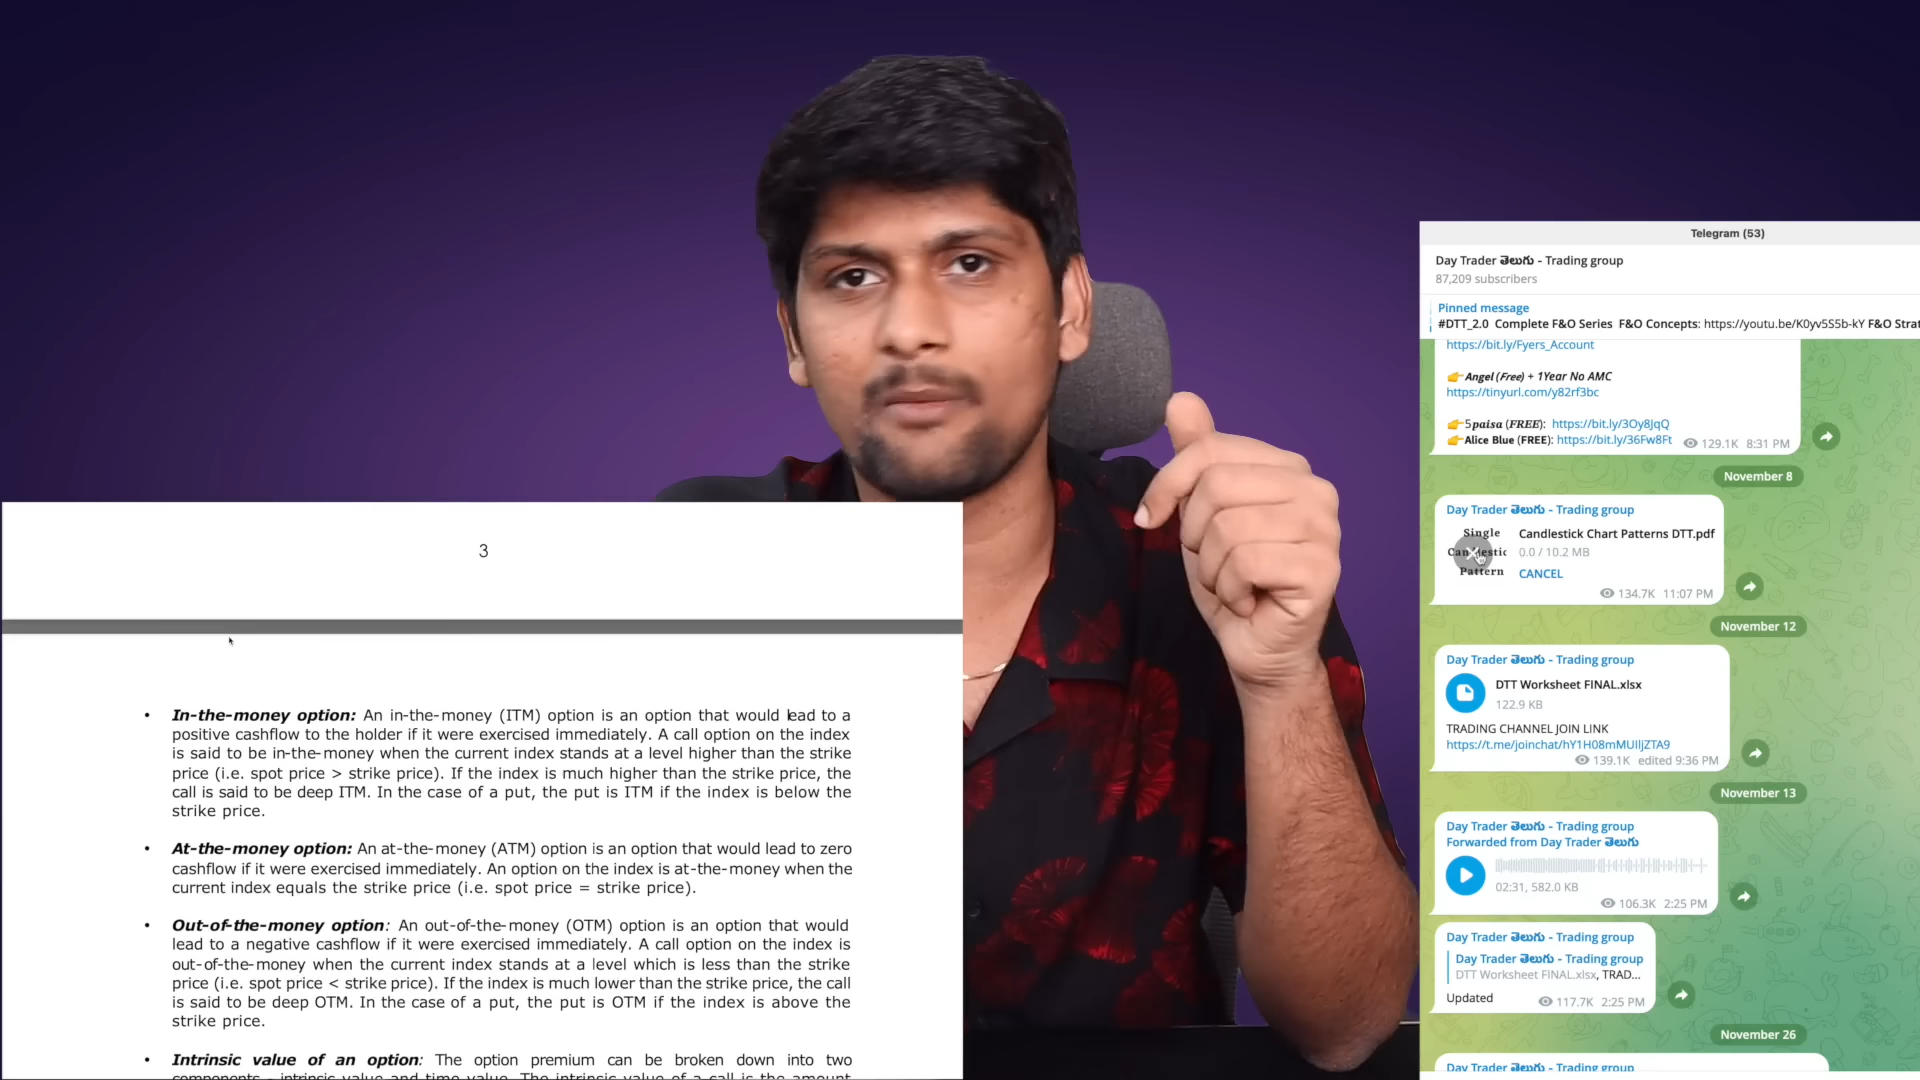 3
• In-the-money option: An in-the-money (ITM) option is an option that would lead to a
positive cashflow to the holder if it were exercised immediately. A call option on the index
is said to be in-the-money when the current index stands at a level higher than the strike
price (i.e. spot price > strike price). If the index is much higher than the strike price, the
call is said to be deep ITM. In the case of a put, the put is ITM if the index is below the
strike price.
• At-the-money option: An at-the-money (ATM) option is an option that would lead to zero
cashflow if it were exercised immediately. An option on the index is at-the-money when the
current index equals the strike price (i.e. spot price = strike price).
• Out-of-the-money option: An out-of-the-money (OTM) option is an option that would
lead to a negative cashflow if it were exercised immediately. A call option on the index is
out-of-the-money when the current index stands at a level which is less than the strike
price (i.e. spot price < strike price). If the index is much lower than the strike price, the call
is said to be deep OTM. In the case of a put, the put is OTM if the index is above the
strike price.
• Intrinsic value of an option: The option premium can be broken down into two
components - intrinsic value and time value. The intrinsic value of a call is the amount
Telegram (53)
Day Trader తెలుగు - Trading group
87,209 subscribers
Pinned message
#DTT_2.0 Complete F&O Series F&O Concepts: https://youtu.be/K0yv5S5b-kY F&O Strat
https://bit.ly/Fyers_Account
👉Angel (Free) + 1Year No AMC
https://tinyurl.com/y82rf3bc
👉5paisa (FREE): https://bit.ly/3Oy8JqQ
👉Alice Blue (FREE): https://bit.ly/36Fw8Ft 129.1K 8:31 PM
November 8
Day Trader తెలుగు - Trading group
Single
Candlestick Chart Patterns DTT.pdf
0.0 / 10.2 MB
Pattern
CANCEL
134.7K 11:07 PM
November 12
Day Trader తెలుగు - Trading group
DTT Worksheet FINAL.xlsx
122.9 KB
TRADING CHANNEL JOIN LINK
https://t.me/joinchat/hY1H08mMUlljZTA9
139.1K edited 9:36 PM
November 13
Day Trader తెలుగు - Trading group
Forwarded from Day Trader తెలుగు
02:31, 582.0 KB
106.3K 2:25 PM
Day Trader తెలుగు - Trading group
Day Trader తెలుగు - Trading group
DTT Worksheet FINAL.xlsx, TRAD...
Updated 117.7K 2:25 PM
November 26
Day Trader తెలుగు - Trading group